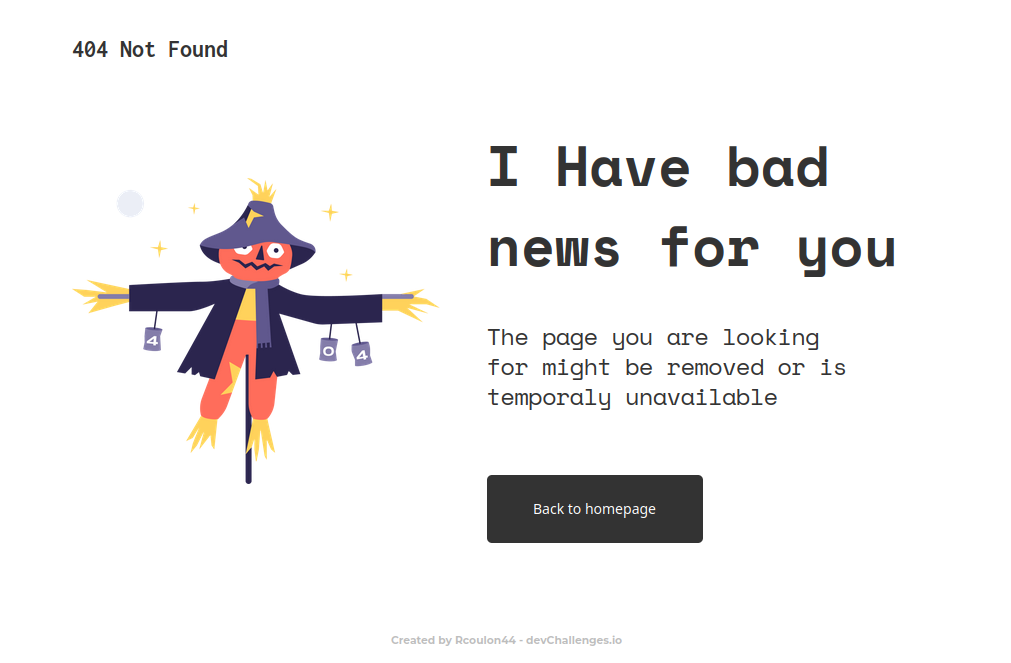 404 Not Found
I Have bad
news for you
The page you are looking
for might be removed or is
temporaly unavailable
4
0
4
Back to homepage
Created by Rcoulon44 - devChallenges.io